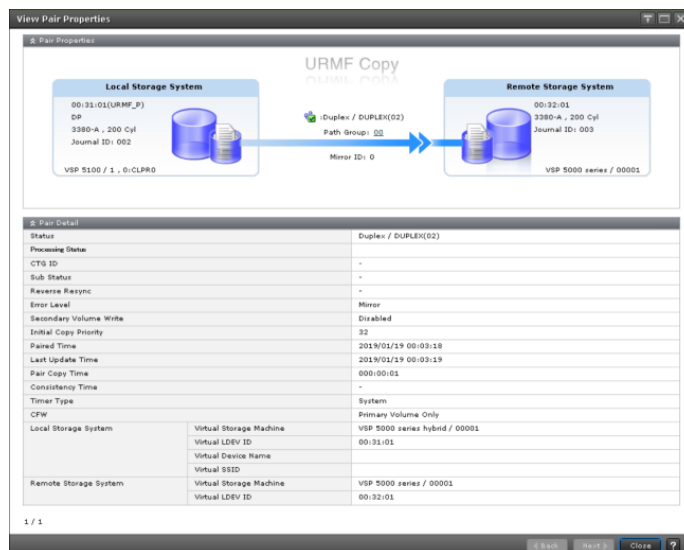 View Pair Properties
Pair Properties
URMF Copy
Local Storage System
00:31:01(URMF_P)
DP
3380-A , 200 Cyl
Journal ID: 002
VSP 5100 / 1 , 0:CLPR0
:Duplex / DUPLEX(02)
Path Group: 00
Mirror ID: 0
Remote Storage System
00:32:01
3380-A , 200 Cyl
Journal ID: 003
VSP 5000 series / 00001
Pair Detail
Status Duplex / DUPLEX(02)
Processing Status
CTG ID -
Sub Status -
Reverse Resync -
Error Level Mirror
Secondary Volume Write Disabled
Initial Copy Priority 32
Paired Time 2019/01/19 00:03:18
Last Update Time 2019/01/19 00:03:19
Pair Copy Time 000:00:01
Consistency Time -
Timer Type System
CFW Primary Volume Only
Local Storage System Virtual Storage Machine VSP 5000 series hybrid / 00001
Virtual LDEV ID 00:31:01
Virtual Device Name
Virtual SSID
Remote Storage System Virtual Storage Machine VSP 5000 series / 00001
Virtual LDEV ID 00:32:01
1 / 1
Back Next Close ?